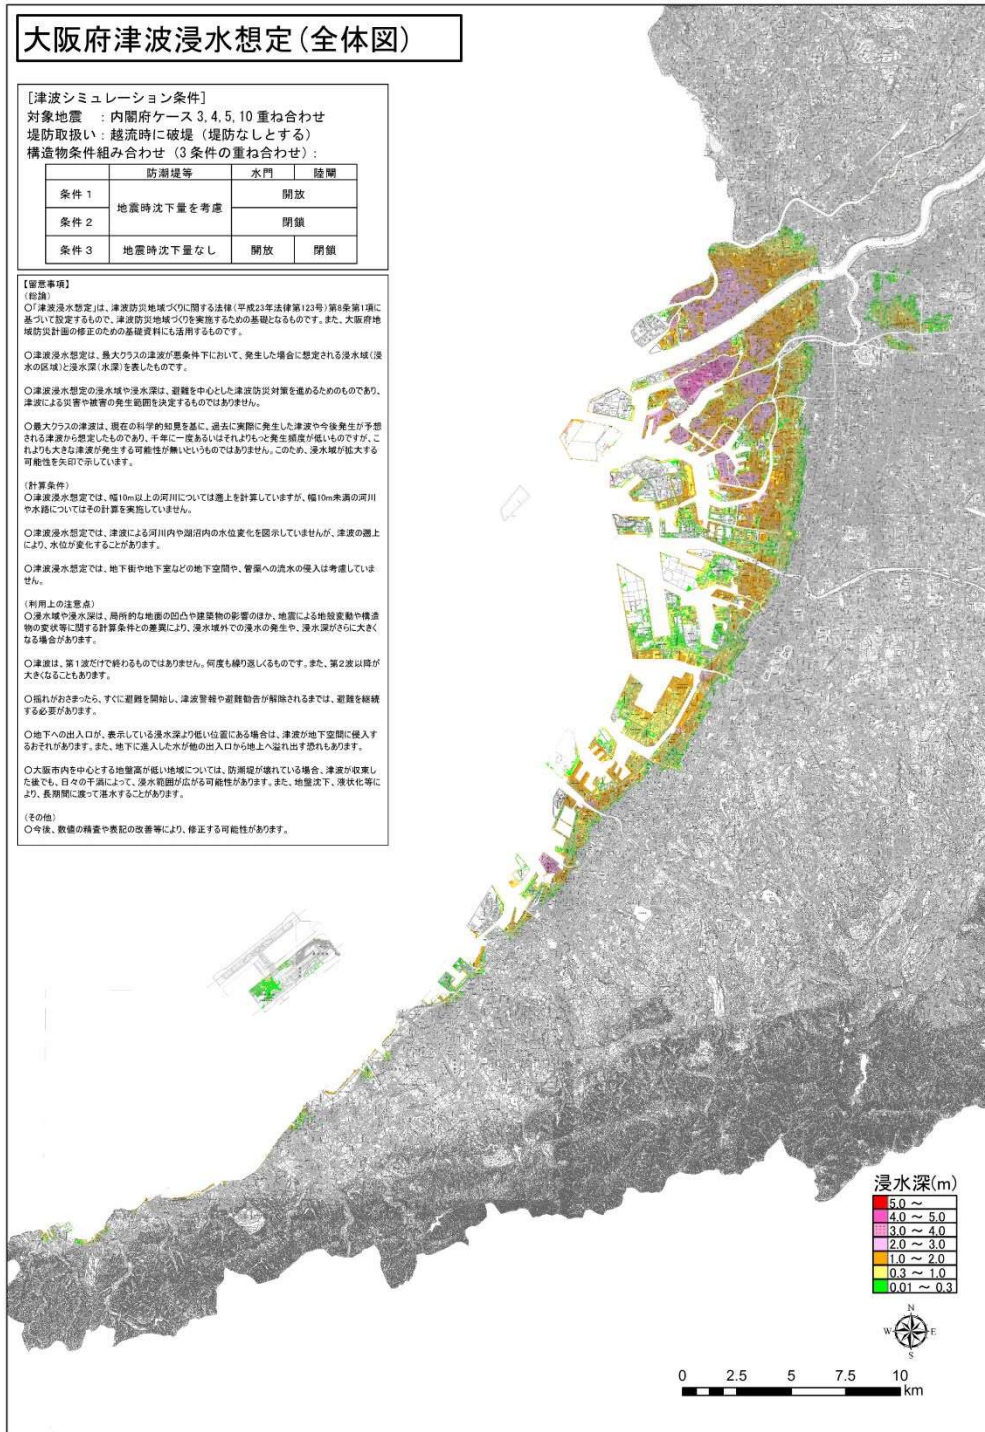 大阪府津波浸水想定(全体図)
[津波シミュレーション条件]
対象地震 :内閣府ケース 3,4,5,10 重ね合わせ
堤防取扱い:越流時に破堤(堤防なしとする)
構造物条件組み合わせ(3条件の重ね合わせ):
防潮堤等 水門 陸閘
条件1 地震時沈下量を考慮 開放
条件2 閉鎖
条件3 地震時沈下量なし 開放 閉鎖
【留意事項】
(総論)
○「津波浸水想定」は、津波防災地域づくりに関する法律(平成23年法律第123号)第8条第1項に
基づいて設定するもので、津波防災地域づくりを実施するための基礎となるものです。また、大阪府地
域防災計画の修正のための基礎資料にも活用するものです。
○津波浸水想定は、最大クラスの津波が悪条件下において、発生した場合に想定される浸水域(浸
水の区域)と浸水深(水深)を表したものです。
○津波浸水想定の浸水域や浸水深は、避難を中心とした津波防災対策を進めるためのものであり、
津波による災害や被害の発生範囲を決定するものではありません。
○最大クラスの津波は、現在の科学的知見を基に、過去に実際に発生した津波や今後発生が予想
される津波から想定したものであり、千年に一度あるいはそれよりもっと発生頻度が低いものですが、こ
れよりも大きな津波が発生する可能性が無いというものではありません。このため、浸水域が拡大する
可能性を矢印で示しています。
(計算条件)
○津波浸水想定では、幅10m以上の河川については遡上を計算していますが、幅10m未満の河川
や水路についてはその計算を実施していません。
○津波浸水想定では、津波による河川内や湖沼内の水位変化を図示していませんが、津波の遡上
により、水位が変化することがあります。
○津波浸水想定では、地下街や地下室などの地下空間や、管渠への流水の侵入は考慮していま
せん。
(利用上の注意点)
○浸水域や浸水深は、局所的な地面の凹凸や建築物の影響のほか、地震による地殻変動や構造
物の変状等に関する計算条件との差異により、浸水域外での浸水の発生や、浸水深がさらに大きく
なる場合があります。
○津波は、第1波だけで終わるものではありません。何度も繰り返しくるものです。また、第2波以降が
大きくなることもあります。
○揺れがおさまったら、すぐに避難を開始し、津波警報や避難勧告が解除されるまでは、避難を継続
する必要があります。
○地下への出入口が、表示している浸水深より低い位置にある場合は、津波が地下空間に侵入す
るおそれがあります。また、地下に進入した水が他の出入口から地上へ溢れ出す恐れもあります。
○大阪市内を中心とする地盤高が低い地域については、防潮堤が壊れている場合、津波が収束し
た後でも、日々の干満によって、浸水範囲が広がる可能性があります。また、地盤沈下、液状化等に
より、長期間に渡って湛水することがあります。
(その他)
○今後、数値の精査や表記の改善等により、修正する可能性があります。
浸水深(m)
5.0 ~
4.0 ~ 5.0
3.0 ~ 4.0
2.0 ~ 3.0
1.0 ~ 2.0
0.3 ~ 1.0
0.01 ~ 0.3
N
W E
S
0 2.5 5 7.5 10
km